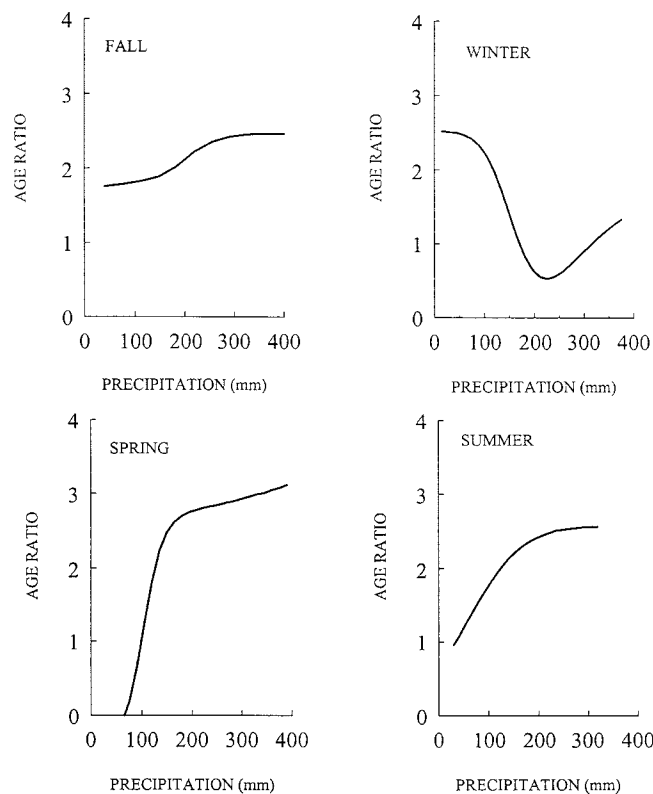 FALL
AGE RATIO
4
3
2
1
0
0 100 200 300 400
PRECIPITATION (mm)
WINTER
AGE RATIO
4
3
2
1
0
0 100 200 300 400
PRECIPITATION (mm)
SPRING
AGE RATIO
4
3
2
1
0
0 100 200 300 400
PRECIPITATION (mm)
SUMMER
AGE RATIO
4
3
2
1
0
0 100 200 300 400
PRECIPITATION (mm)